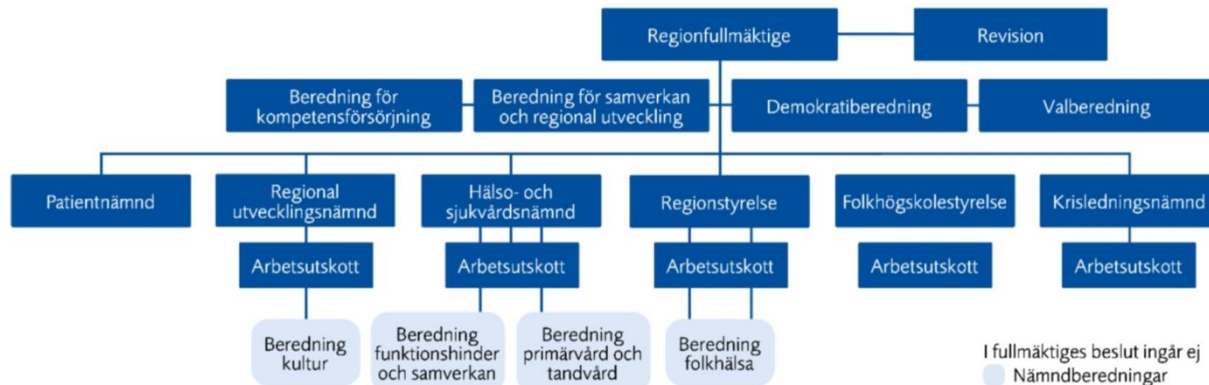 Regionfullmäktige
Revision
Beredning för
kompetensförsörjning
Beredning för samverkan
och regional utveckling
Demokratiberedning
Valberedning
Patientnämnd
Regional
utvecklingsnämnd
Hälso- och
sjukvårdsnämnd
Regionstyrelse
Folkhögskolestyrelse
Krisledningsnämnd
Arbetsutskott
Arbetsutskott
Arbetsutskott
Arbetsutskott
Arbetsutskott
Beredning
kultur
Beredning
funktionshinder
och samverkan
Beredning
primärvård och
tandvård
Beredning
folkhälsa
I fullmäktiges beslut ingår ej
Nämndberedningar